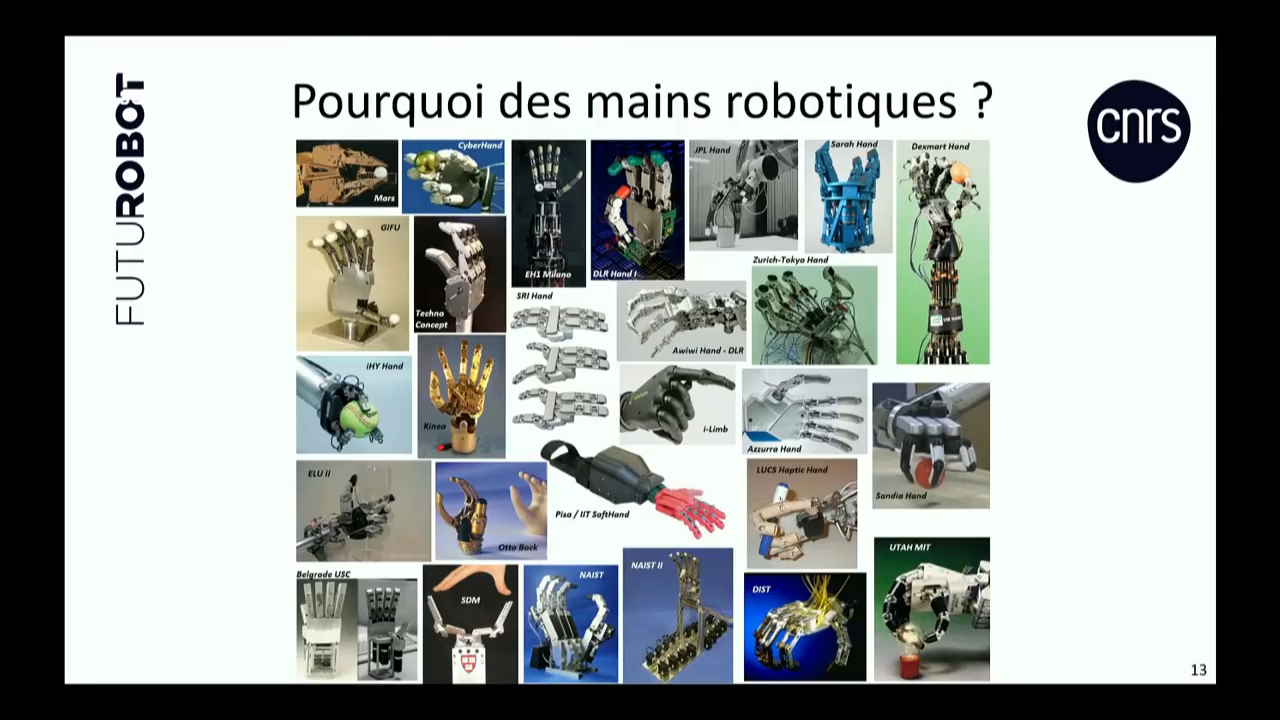 FUTUROBOT
Pourquoi des mains robotiques ?
cnrs
Mars
CyberHand
EH1 Milano
DLR Hand I
JPL Hand
Sarah Hand
Dexmart Hand
GIFU
Techno
Concept
SRI Hand
Zurich-Tokyo Hand
Awiwi Hand - DLR
iHY Hand
Kinea
i-Limb
Azzurra Hand
Sandia Hand
ELU II
Otto Bock
Pisa / IIT SoftHand
LUCS Haptic Hand
Belgrade USC
SDM
NAIST
NAIST II
DIST
UTAH MIT
13